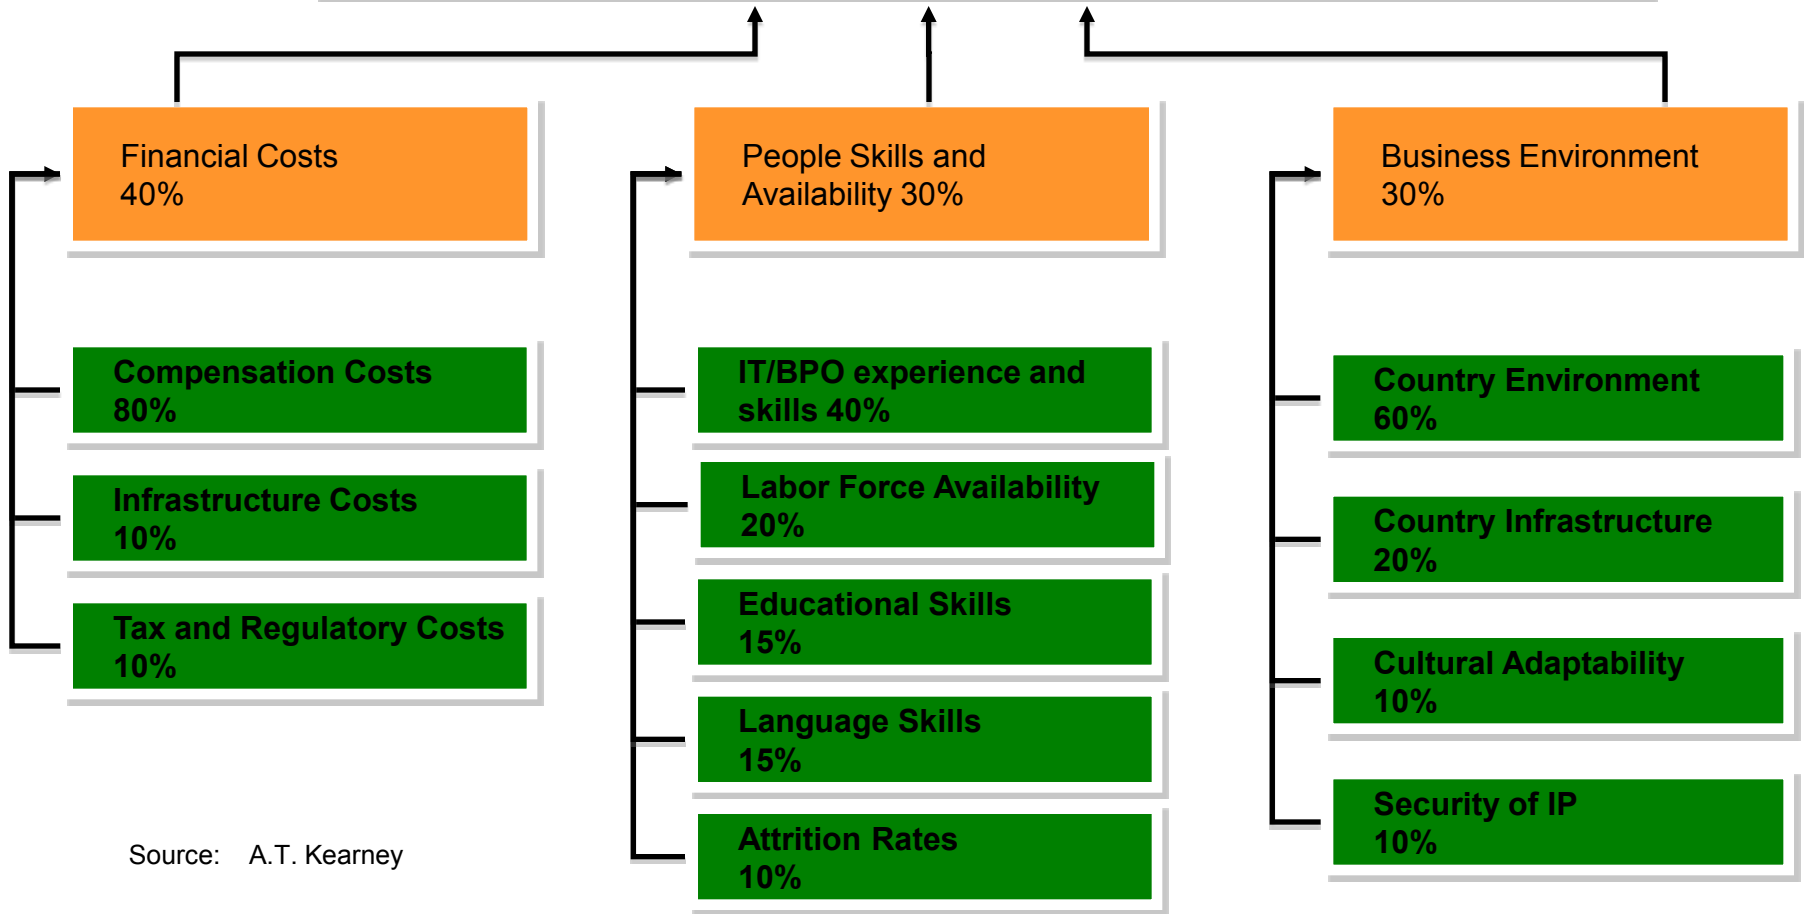 Financial Costs
40%
Compensation Costs
80%
Infrastructure Costs
10%
Tax and Regulatory Costs
10%
People Skills and
Availability 30%
IT/BPO experience and
skills 40%
Labor Force Availability
20%
Educational Skills
15%
Language Skills
15%
Attrition Rates
10%
Business Environment
30%
Country Environment
60%
Country Infrastructure
20%
Cultural Adaptability
10%
Security of IP
10%
Source: A.T. Kearney